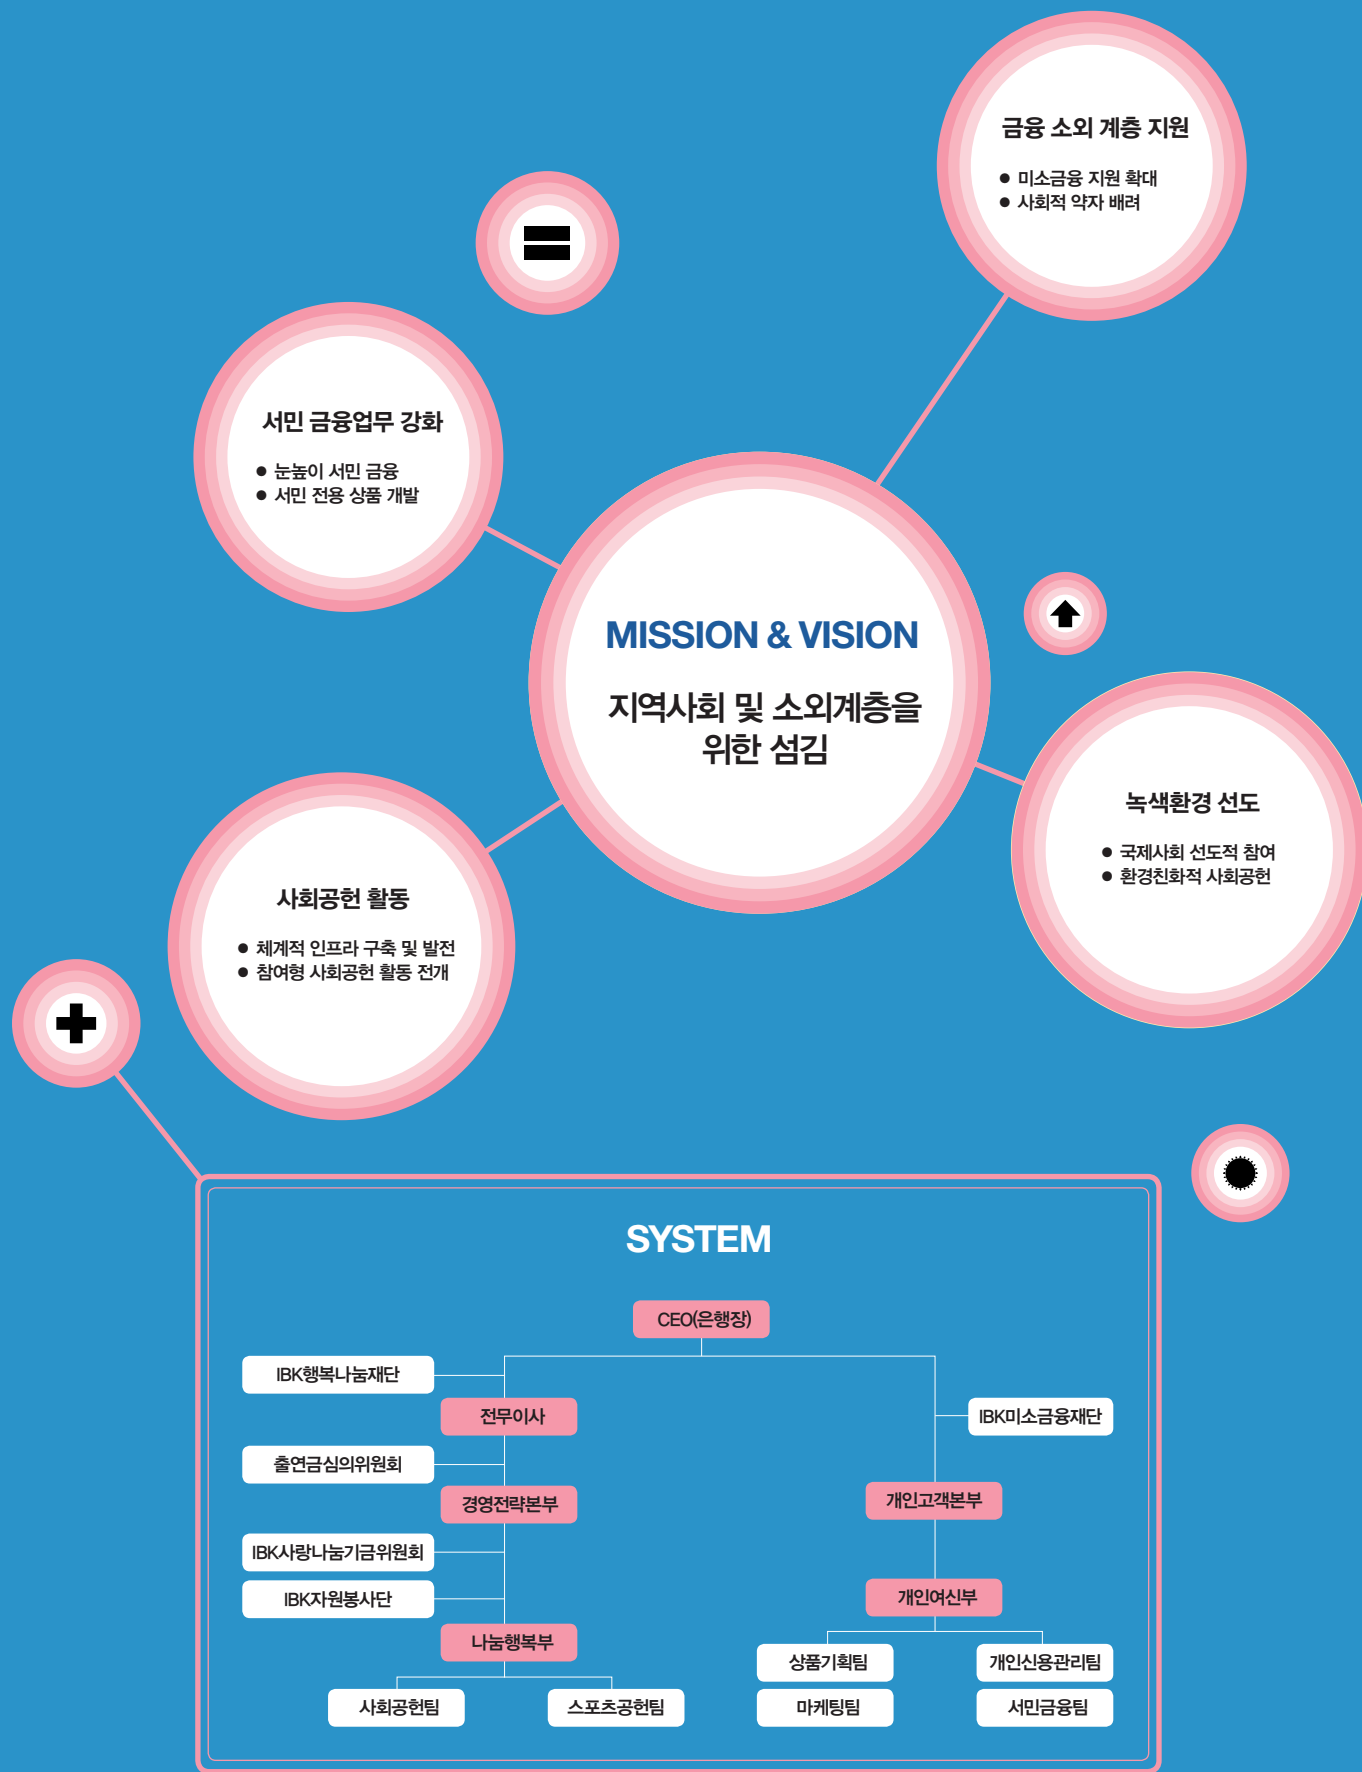 금융 소외 계층 지원
● 미소금융 지원 확대
● 사회적 약자 배려
서민 금융업무 강화
● 눈높이 서민 금융
● 서민 전용 상품 개발
MISSION & VISION
지역사회 및 소외계층을
위한 섬김
녹색환경 선도
● 국제사회 선도적 참여
● 환경친화적 사회공헌
사회공헌 활동
● 체계적 인프라 구축 및 발전
● 참여형 사회공헌 활동 전개
SYSTEM
CEO(은행장)
IBK행복나눔재단
전무이사
IBK미소금융재단
출연금심의위원회
경영전략본부
개인고객본부
IBK사랑나눔기금위원회
IBK자원봉사단
개인여신부
나눔행복부
상품기획팀
개인신용관리팀
사회공헌팀
스포츠공헌팀
마케팅팀
서민금융팀